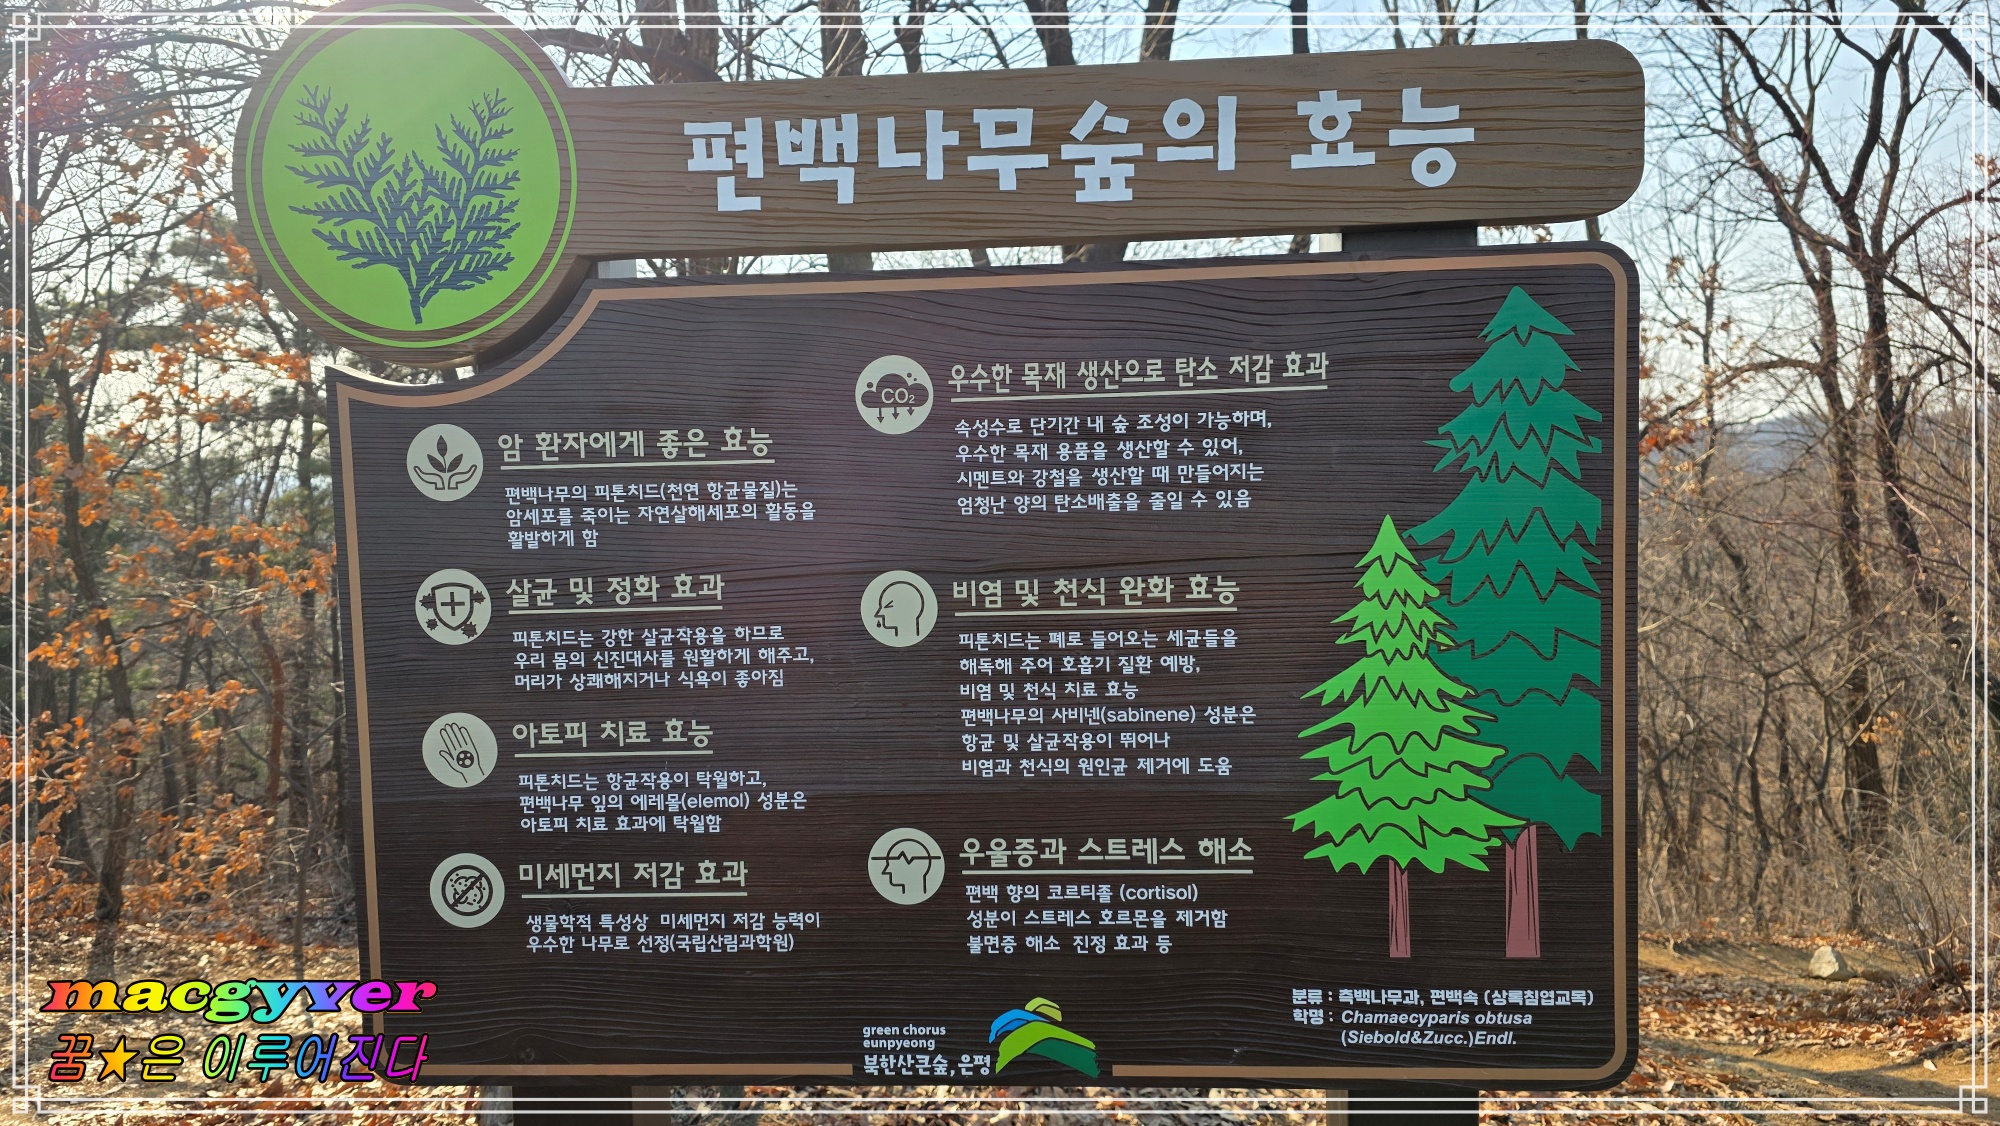 편백나무숲의 효능
암 환자에게 좋은 효능
편백나무의 피톤치드(천연 항균물질)는
암세포를 죽이는 자연살해세포의 활동을
활발하게 함
살균 및 정화 효과
피톤치드는 강한 살균작용을 하므로
우리 몸의 신진대사를 원활하게 해주고,
머리가 상쾌해지거나 식욕이 좋아짐
아토피 치료 효능
피톤치드는 항균작용이 탁월하고,
편백나무 잎의 에레몰(elemol) 성분은
아토피 치료 효과에 탁월함
미세먼지 저감 효과
생물학적 특성상 미세먼지 저감 능력이
우수한 나무로 선정(국립산림과학원)
CO₂
우수한 목재 생산으로 탄소 저감 효과
속성수로 단기간 내 숲 조성이 가능하며,
우수한 목재 용품을 생산할 수 있어,
시멘트와 강철을 생산할 때 만들어지는
엄청난 양의 탄소배출을 줄일 수 있음
비염 및 천식 완화 효능
피톤치드는 폐로 들어오는 세균들을
해독해 주어 호흡기 질환 예방,
비염 및 천식 치료 효능
편백나무의 사비넨(sabinene) 성분은
항균 및 살균작용이 뛰어나
비염과 천식의 원인균 제거에 도움
우울증과 스트레스 해소
편백 향의 코르티졸 (cortisol)
성분이 스트레스 호르몬을 제거함
불면증 해소 진정 효과 등
분류 : 측백나무과, 편백속 (상록침엽교목)
학명 : Chamaecyparis obtusa
(Siebold&Zucc.)Endl.
green chorus
eunpyeong
북한산큰숲, 은평
macgyver
꿈★은 이루어진다